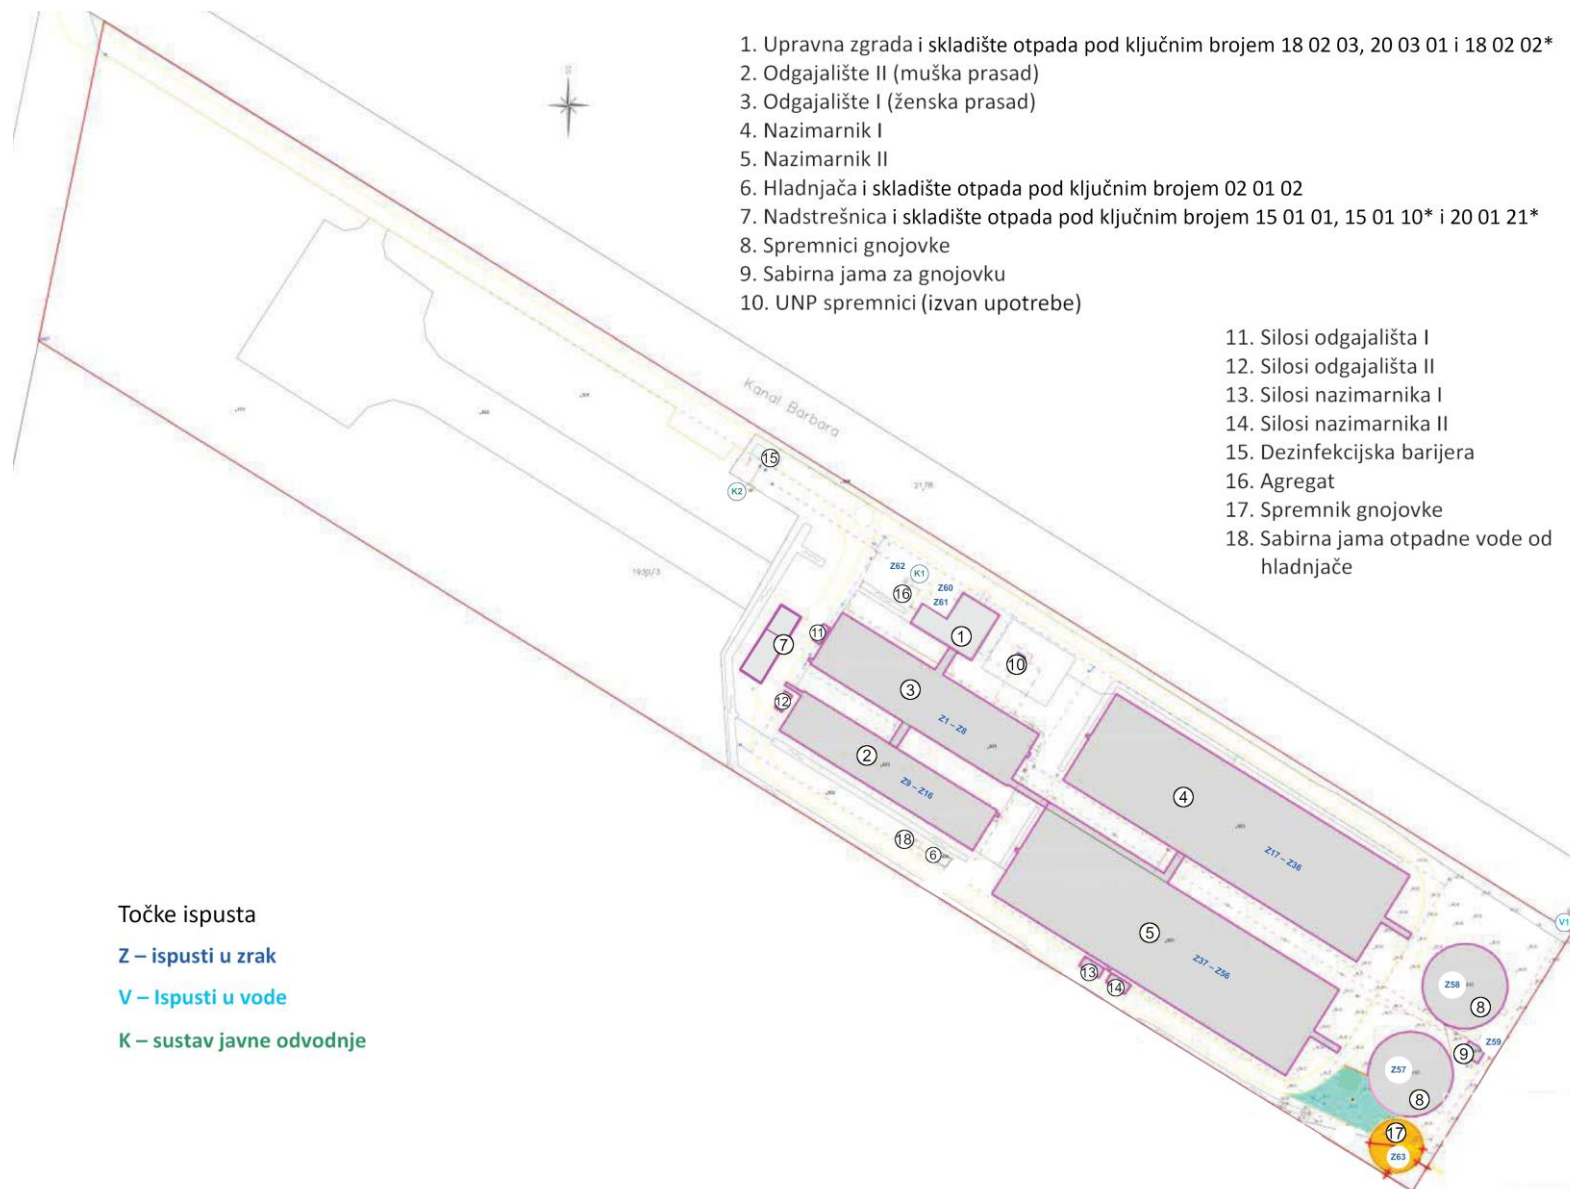 1. Upravna zgrada i skladište otpada pod ključnim brojem 18 02 03, 20 03 01 i 18 02 02*
2. Odgajalište II (muška prasad)
3. Odgajalište I (ženska prasad)
4. Nazimarnik I
5. Nazimarnik II
6. Hladnjača i skladište otpada pod ključnim brojem 02 01 02
7. Nadstrešnica i skladište otpada pod ključnim brojem 15 01 01, 15 01 10* i 20 01 21*
8. Spremnici gnojovke
9. Sabirna jama za gnojovku
10. UNP spremnici (izvan upotrebe)
11. Silosi odgajališta I
12. Silosi odgajališta II
13. Silosi nazimarnika I
14. Silosi nazimarnika II
15. Dezinfekcijska barijera
16. Agregat
17. Spremnik gnojovke
18. Sabirna jama otpadne vode od
hladnjače
Kanal Barbara
15
K2
Z62
K1
Z60
16
Z61
1
11
7
10
3
12
Z1 – Z8
2
Z9 – Z16
4
18
6
Z17 – Z36
5
Z37 – Z56
13
14
V1
Z58
8
Z59
9
Z57
8
17
Z63
Točke ispusta
Z – ispusti u zrak
V – Ispusti u vode
K – sustav javne odvodnje